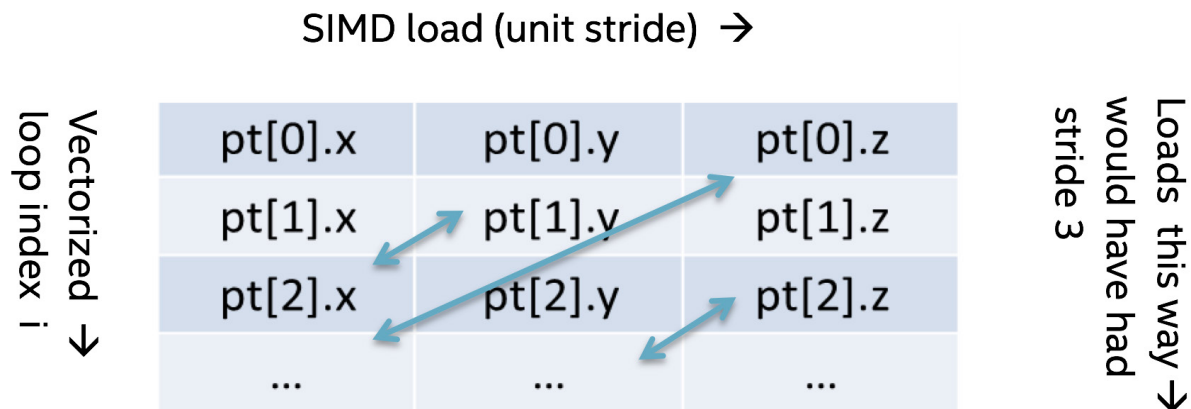 SIMD load (unit stride) →
Vectorized →
loop index i
pt[0].x pt[0].y pt[0].z
pt[1].x pt[1].y pt[1].z
pt[2].x pt[2].y pt[2].z
... ... ...
Loads this way →
would have had
stride 3